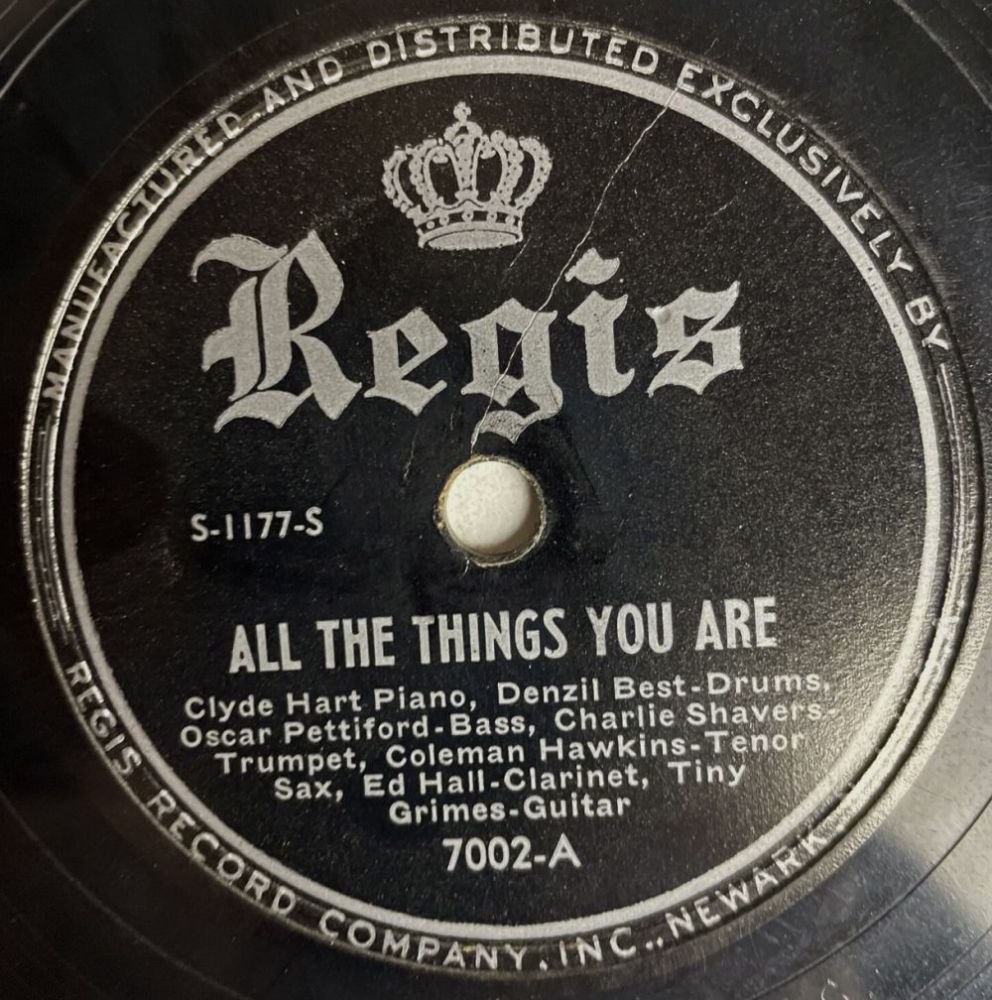 MANUFACTURED AND DISTRIBUTED EXCLUSIVELY BY
Regis
S-1177-S
ALL THE THINGS YOU ARE
Clyde Hart Piano, Denzil Best-Drums,
Oscar Pettiford-Bass, Charlie Shavers-
Trumpet, Coleman Hawkins-Tenor
Sax, Ed Hall-Clarinet, Tiny
Grimes-Guitar
7002-A
REGIS RECORD COMPANY, INC., NEWARK